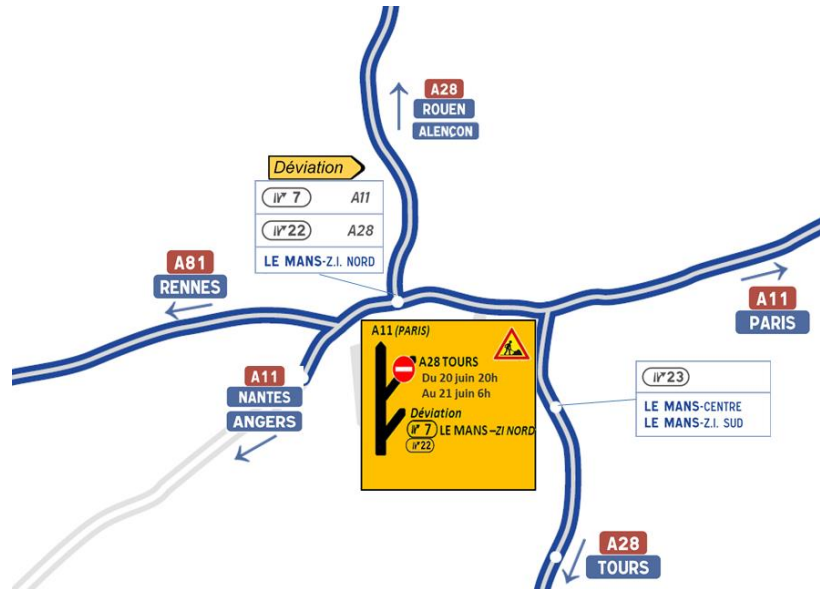 A28
ROUEN
ALENÇON
Déviation
7 A11
22 A28
LE MANS-Z.I. NORD
A81
RENNES
A11
PARIS
A11
NANTES
ANGERS
A11 (PARIS)
A28 TOURS
Du 20 juin 20h
Au 21 juin 6h
Déviation
7 LE MANS –ZI NORD
22
23
LE MANS-CENTRE
LE MANS-Z.I. SUD
A28
TOURS